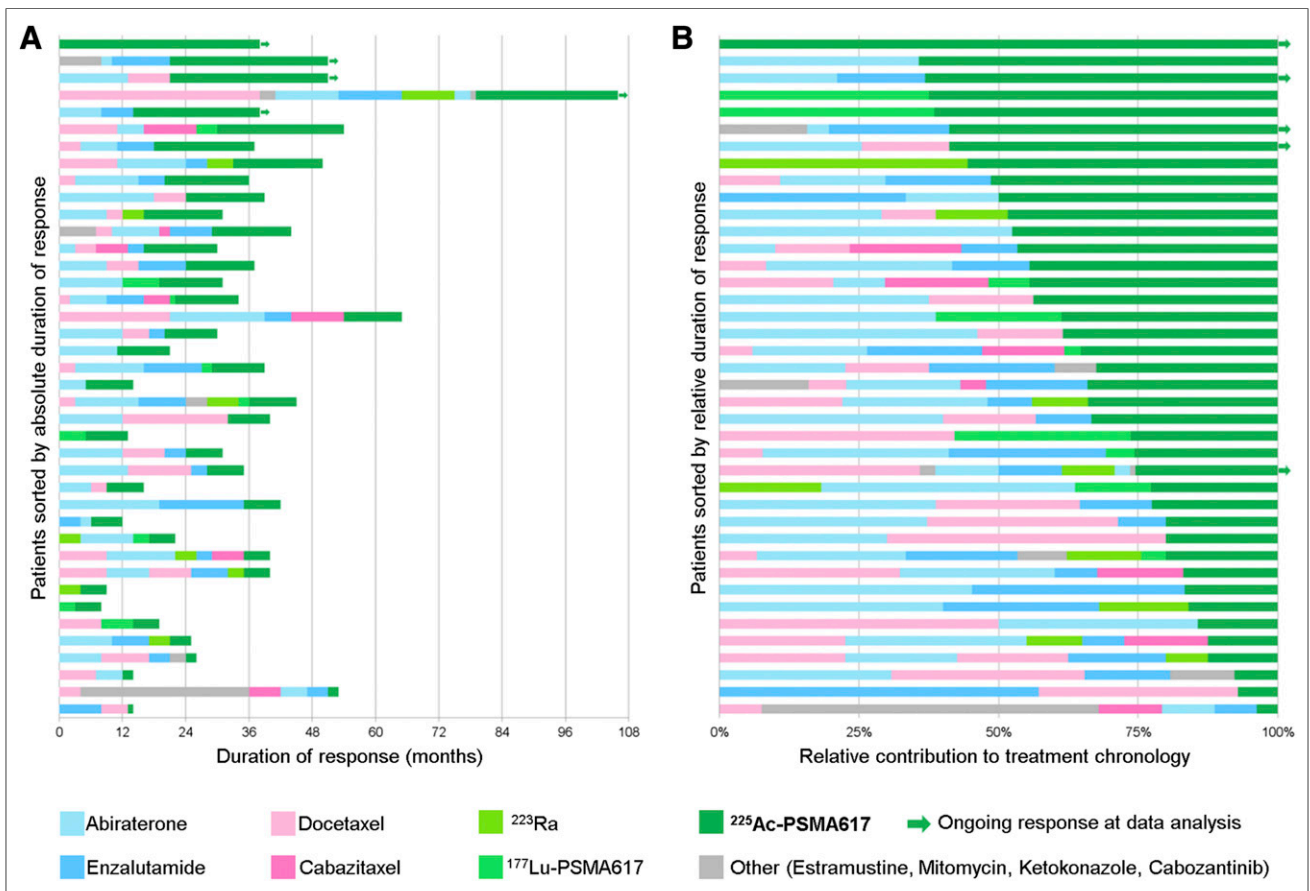 A
B
Patients sorted by absolute duration of response
0 12 24 36 48 60 72 84 96 108
Duration of response (months)
Patients sorted by relative duration of response
0% 25% 50% 75% 100%
Relative contribution to treatment chronology
Abiraterone
Docetaxel
²²³Ra
²²⁵Ac-PSMA617
Ongoing response at data analysis
Enzalutamide
Cabazitaxel
¹⁷⁷Lu-PSMA617
Other (Estramustine, Mitomycin, Ketokonazole, Cabozantinib)